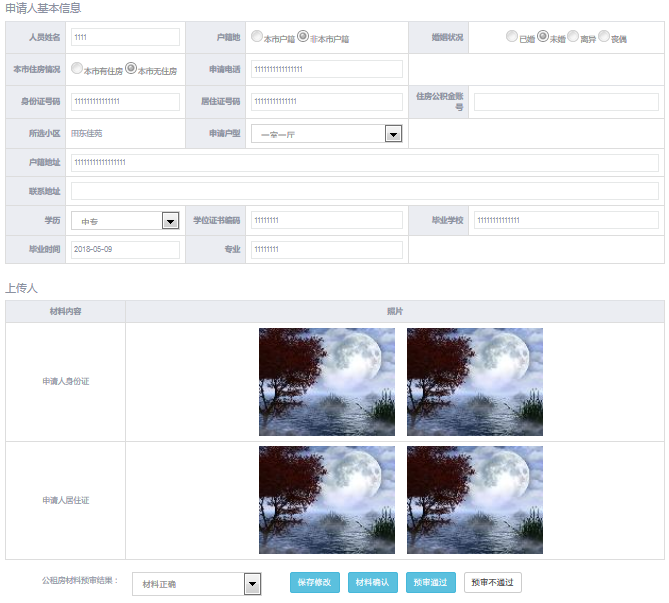 申请人基本信息
人员姓名 1111 户籍地 本市户籍 非本市户籍 婚姻状况 已婚 未婚 离异 丧偶
本市住房情况 本市有住房 本市无住房 申请电话 111111111111111
身份证号码 11111111111111 居住证号码 1111111111111 住房公积金账号
所选小区 田东佳苑 申请户型 一室一厅
户籍地址 1111111111111111
联系地址
学历 中专 学位证书编码 11111111 毕业学校 1111111111111
毕业时间 2018-05-09 专业 11111111
上传人
材料内容 照片
申请人身份证
申请人居住证
公租房材料预审结果： 材料正确 保存修改 材料确认 预审通过 预审不通过